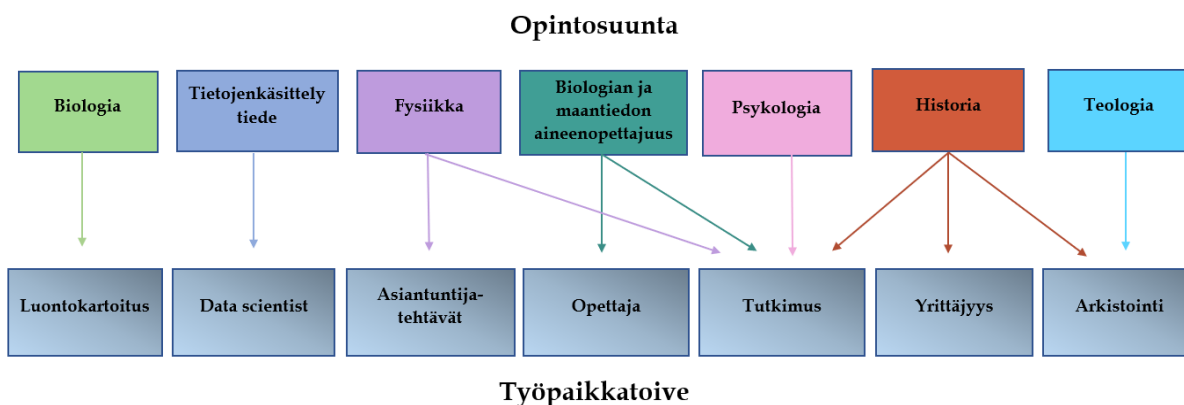 Opintosuunta
Biologia
Tietojenkäsittely
tiede
Fysiikka
Biologian ja
maantiedon
aineenopettajuus
Psykologia
Historia
Teologia
Luontokartoitus
Data scientist
Asiantuntija-
tehtävät
Opettaja
Tutkimus
Yrittäjyys
Arkistointi
Työpaikkatoive